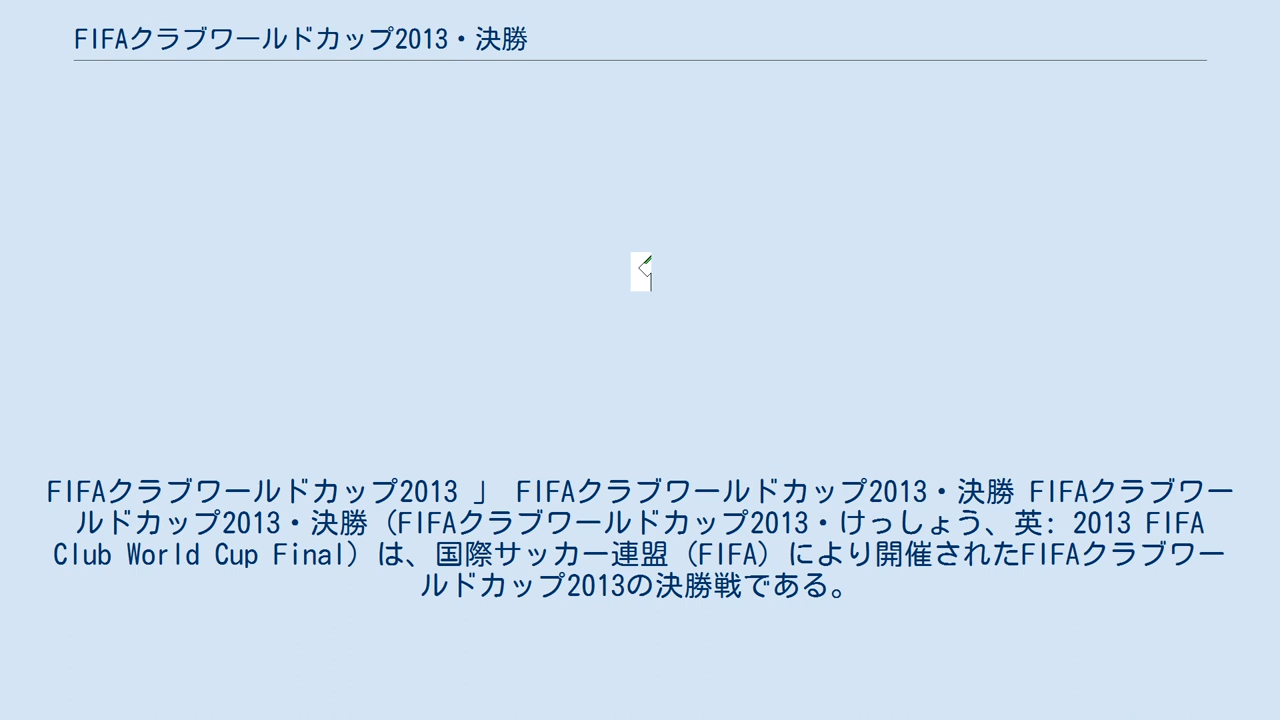 FIFAクラブワールドカップ2013・決勝
FIFAクラブワールドカップ2013 」 FIFAクラブワールドカップ2013・決勝 FIFAクラブワー
ルドカップ2013・決勝（FIFAクラブワールドカップ2013・けっしょう、英: 2013 FIFA
Club World Cup Final）は、国際サッカー連盟（FIFA）により開催されたFIFAクラブワー
ルドカップ2013の決勝戦である。